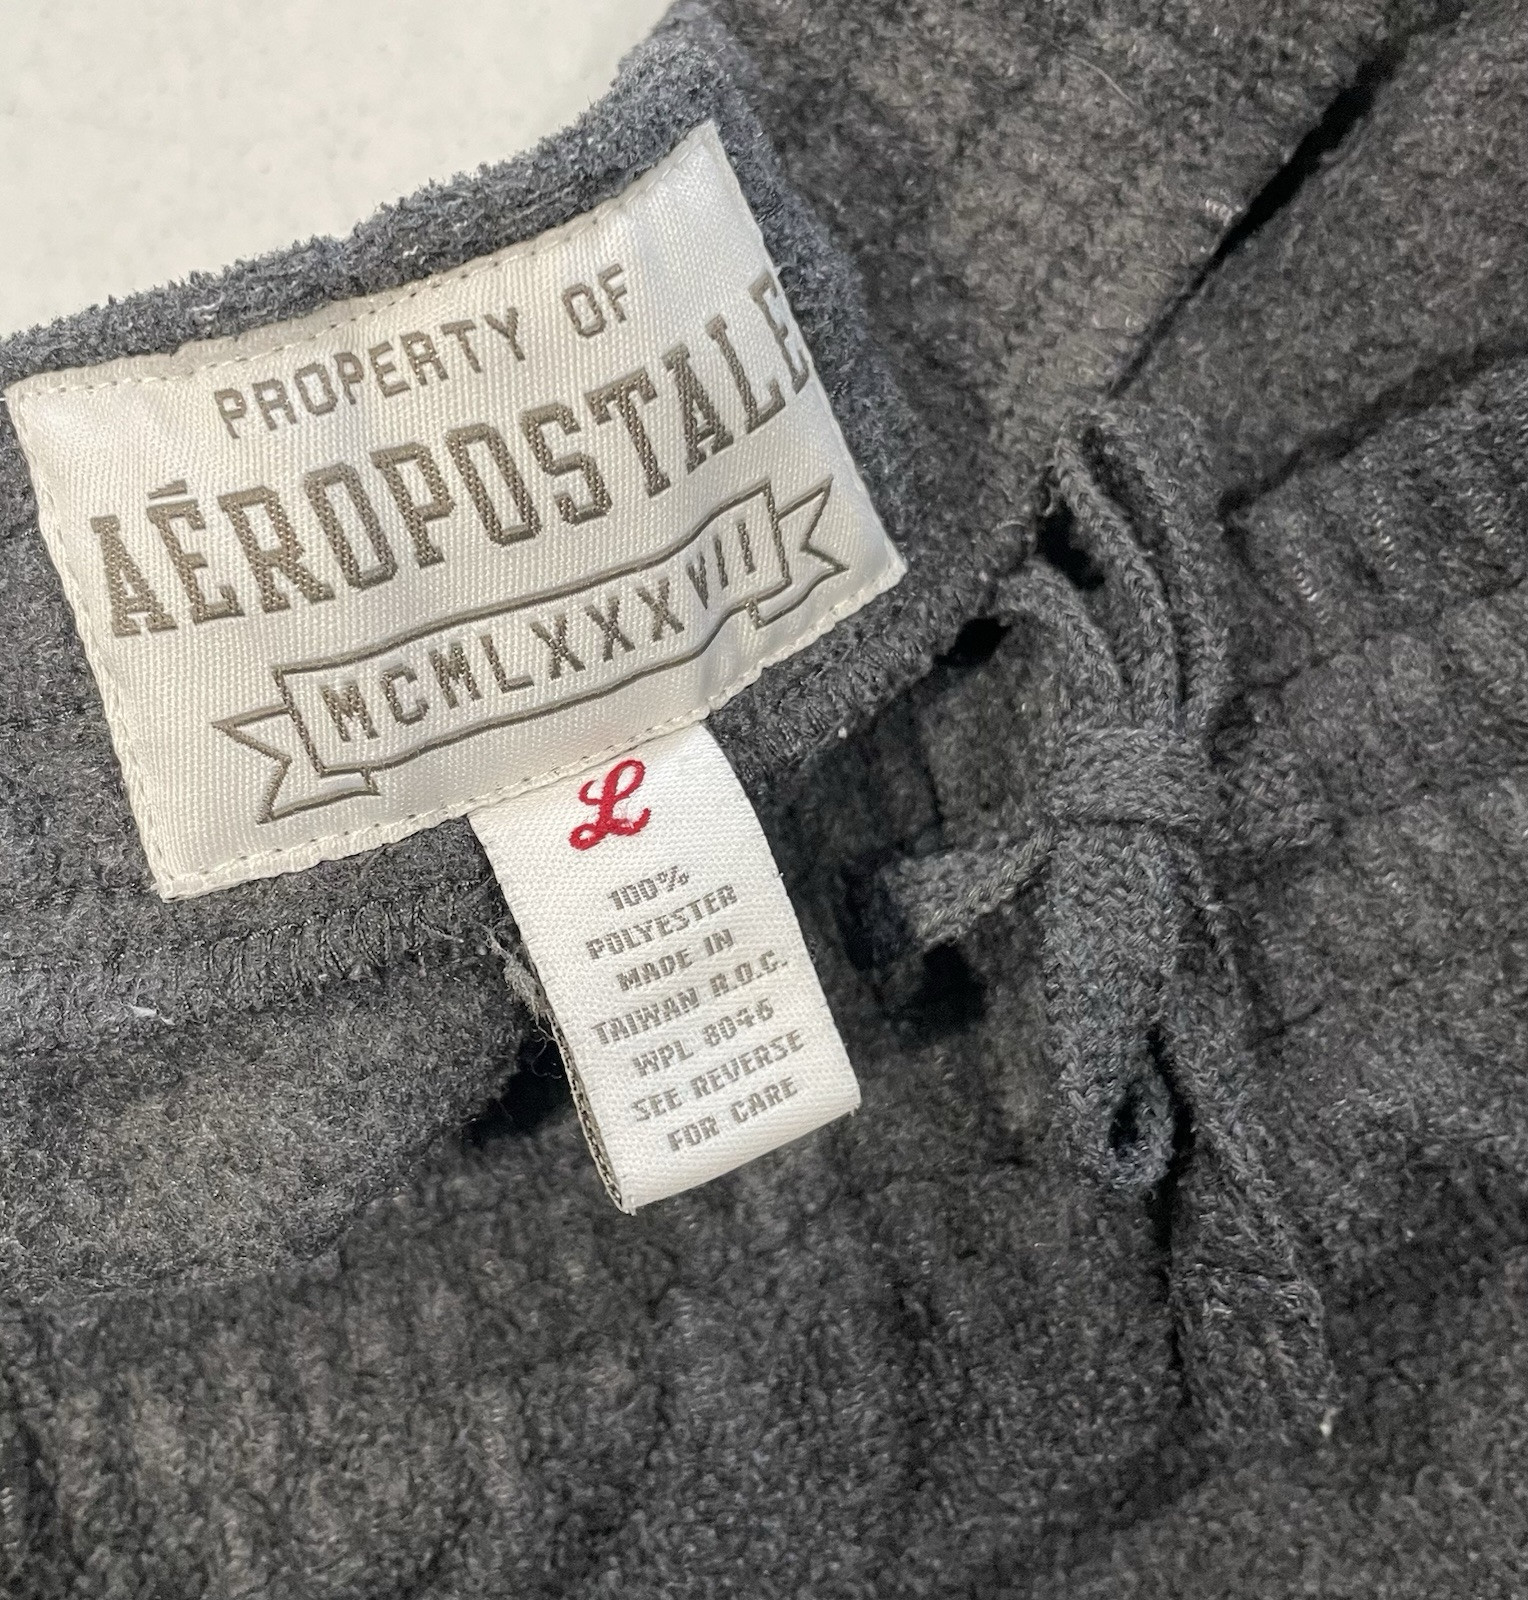 PROPERTY OF
AÉROPOSTALE
MCMLXXXVII
L
100%
POLYESTER
MADE IN
TAIWAN R.O.C.
WPL 8046
SEE REVERSE
FOR CARE